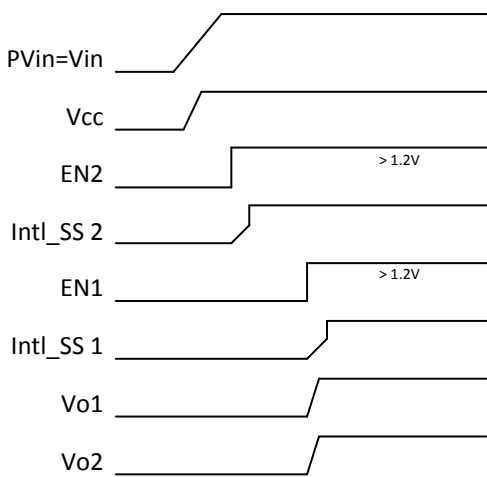 PVin=Vin
Vcc
EN2
> 1.2V
Intl_SS 2
EN1
> 1.2V
Intl_SS 1
Vo1
Vo2